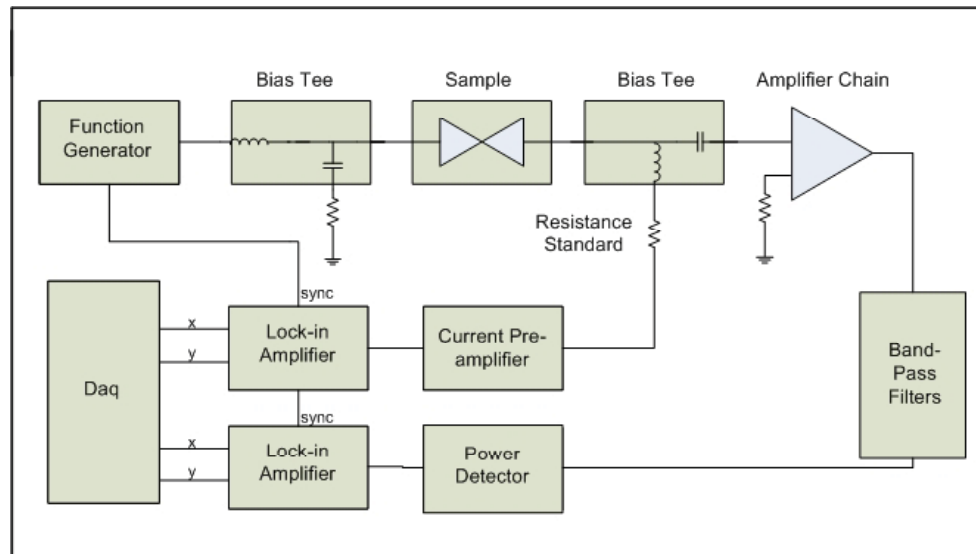 Bias Tee
Sample
Bias Tee
Amplifier Chain
Function
Generator
Resistance
Standard
sync
x
y
Lock-in
Amplifier
Current Pre-
amplifier
Band-
Pass
Filters
Daq
sync
x
y
Lock-in
Amplifier
Power
Detector